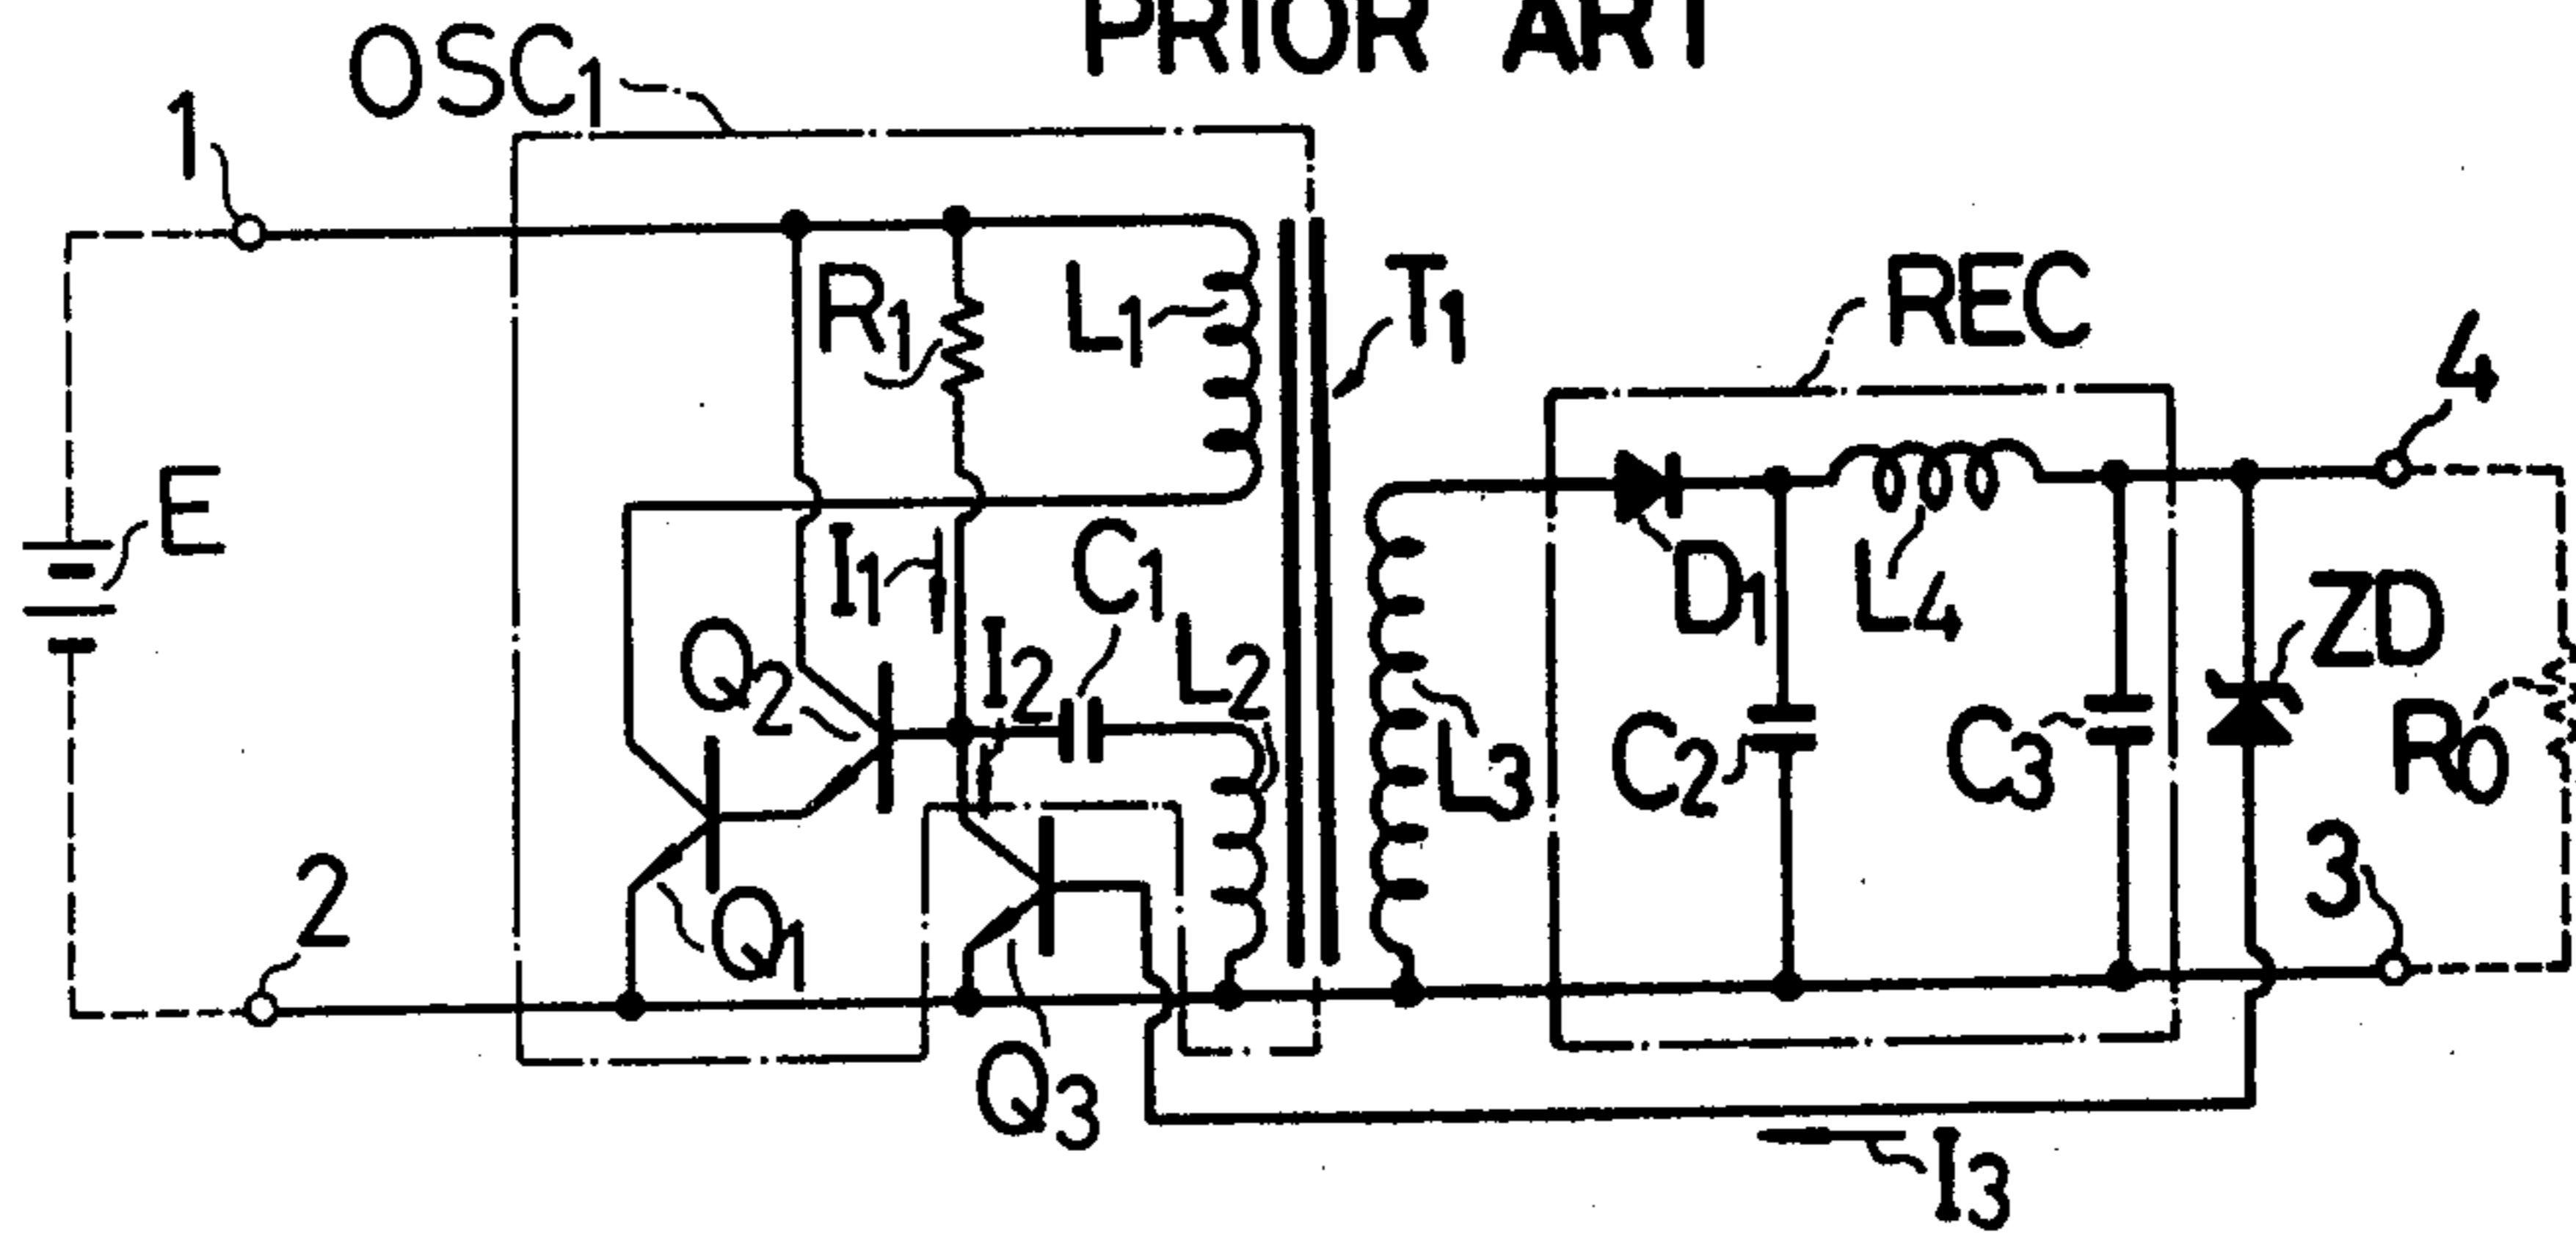 PRIOR ART
OSC1
1
R1
L1
T1
REC
4
E
I1
C1
D1
L4
ZD
Q2
I2
L2
L3
C2
C3
R0
2
Q1
3
Q3
I3